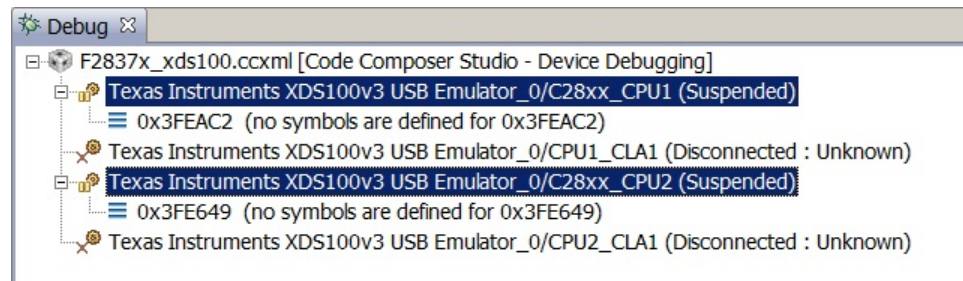 Debug
F2837x_xds100.ccxml [Code Composer Studio - Device Debugging]
Texas Instruments XDS100v3 USB Emulator_0/C28xx_CPU1 (Suspended)
0x3FEAC2 (no symbols are defined for 0x3FEAC2)
Texas Instruments XDS100v3 USB Emulator_0/CPU1_CLA1 (Disconnected : Unknown)
Texas Instruments XDS100v3 USB Emulator_0/C28xx_CPU2 (Suspended)
0x3FE649 (no symbols are defined for 0x3FE649)
Texas Instruments XDS100v3 USB Emulator_0/CPU2_CLA1 (Disconnected : Unknown)